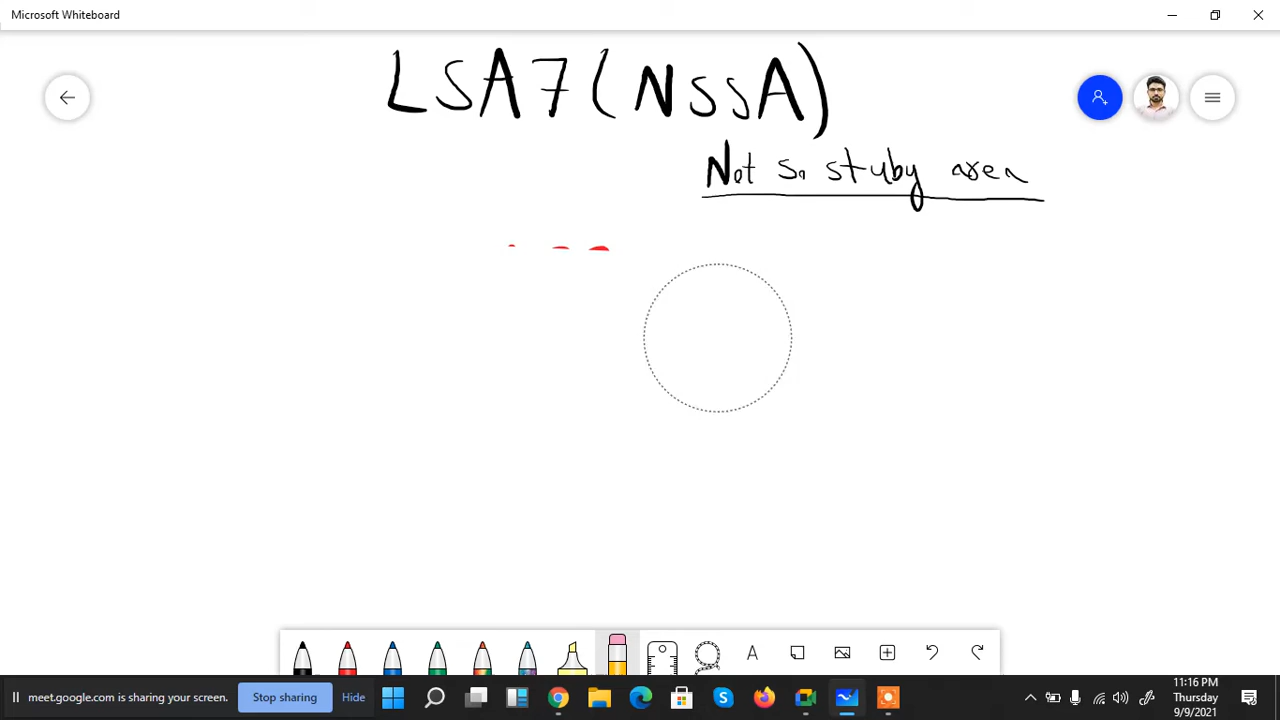 Microsoft Whiteboard
LSA7(NSSA)
Not so stuby area
A
meet.google.com is sharing your screen.
Stop sharing
Hide
11:16 PM
Thursday
9/9/2021